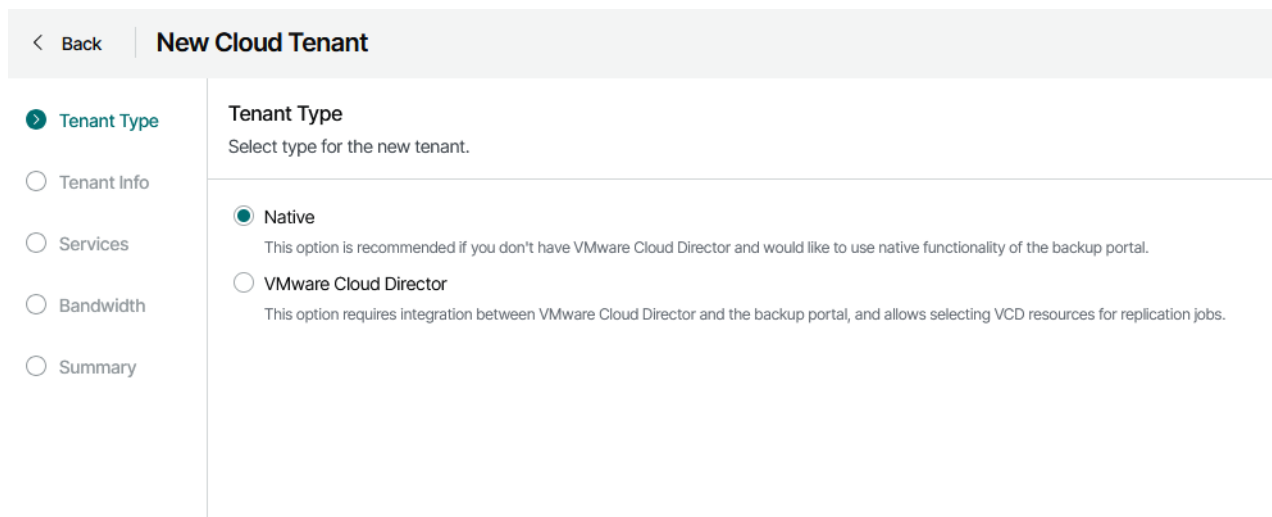 Back
New Cloud Tenant
Tenant Type
Tenant Info
Services
Bandwidth
Summary
Tenant Type
Select type for the new tenant.
Native
This option is recommended if you don't have VMware Cloud Director and would like to use native functionality of the backup portal.
VMware Cloud Director
This option requires integration between VMware Cloud Director and the backup portal, and allows selecting VCD resources for replication jobs.